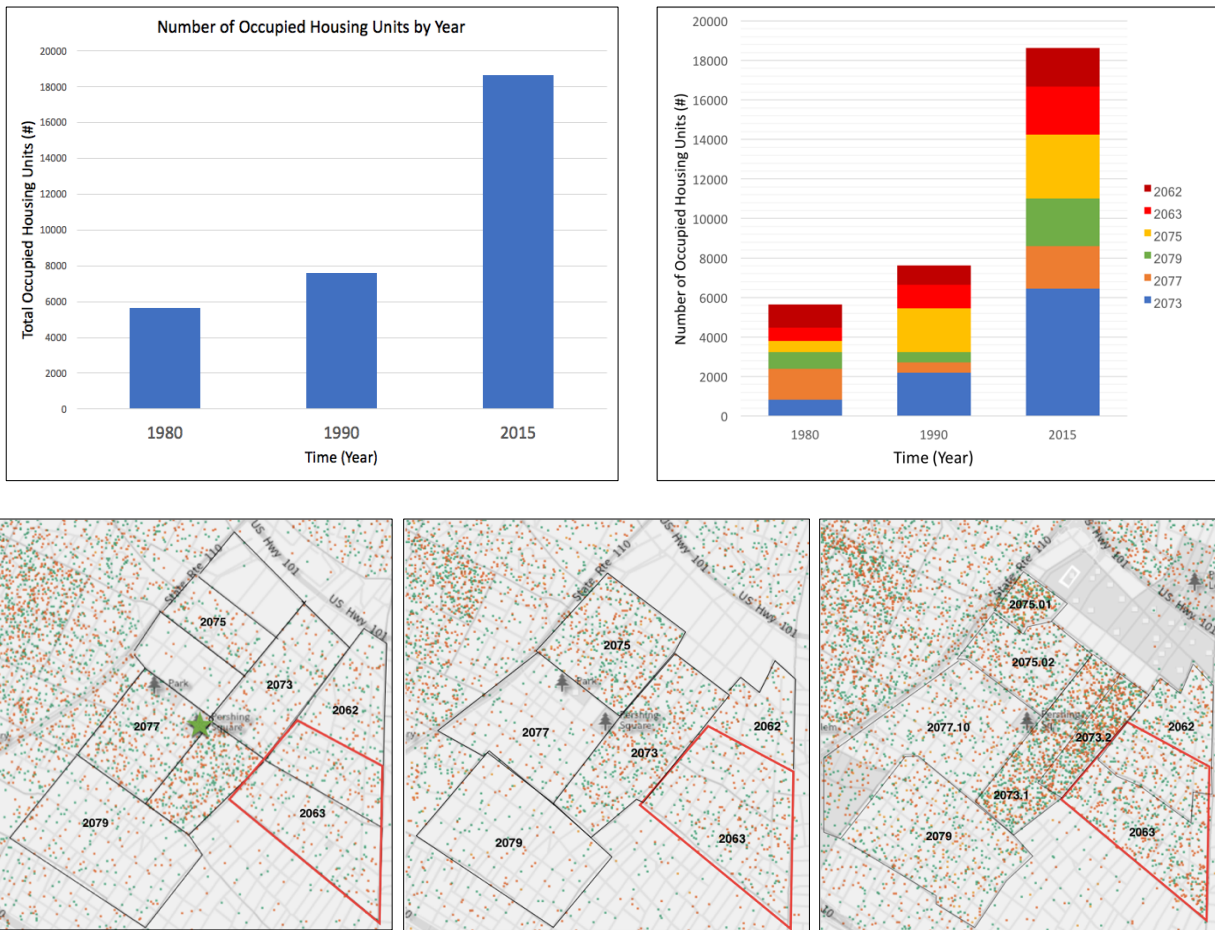 Number of Occupied Housing Units by Year
Total Occupied Housing Units (#)
20000
18000
16000
14000
12000
10000
8000
6000
4000
2000
0
1980
1990
2015
Time (Year)
Number of Occupied Housing Units (#)
20000
18000
16000
14000
12000
10000
8000
6000
4000
2000
0
1980
1990
2015
Time (Year)
2062
2063
2075
2079
2077
2073
State Rte 110
US Hwy 101
US Hwy 101
2075
2073
Park
2062
2077
Pershing
Square
2063
2079
State Rte 110
US Hwy 101
2075
Park
2077
Pershing
Square
2073
2062
2063
2079
State Rte 110
Hwy 101
US Hwy 101
2075.01
2075.02
2077.10
2062
2073.2
2073.1
2079
2063